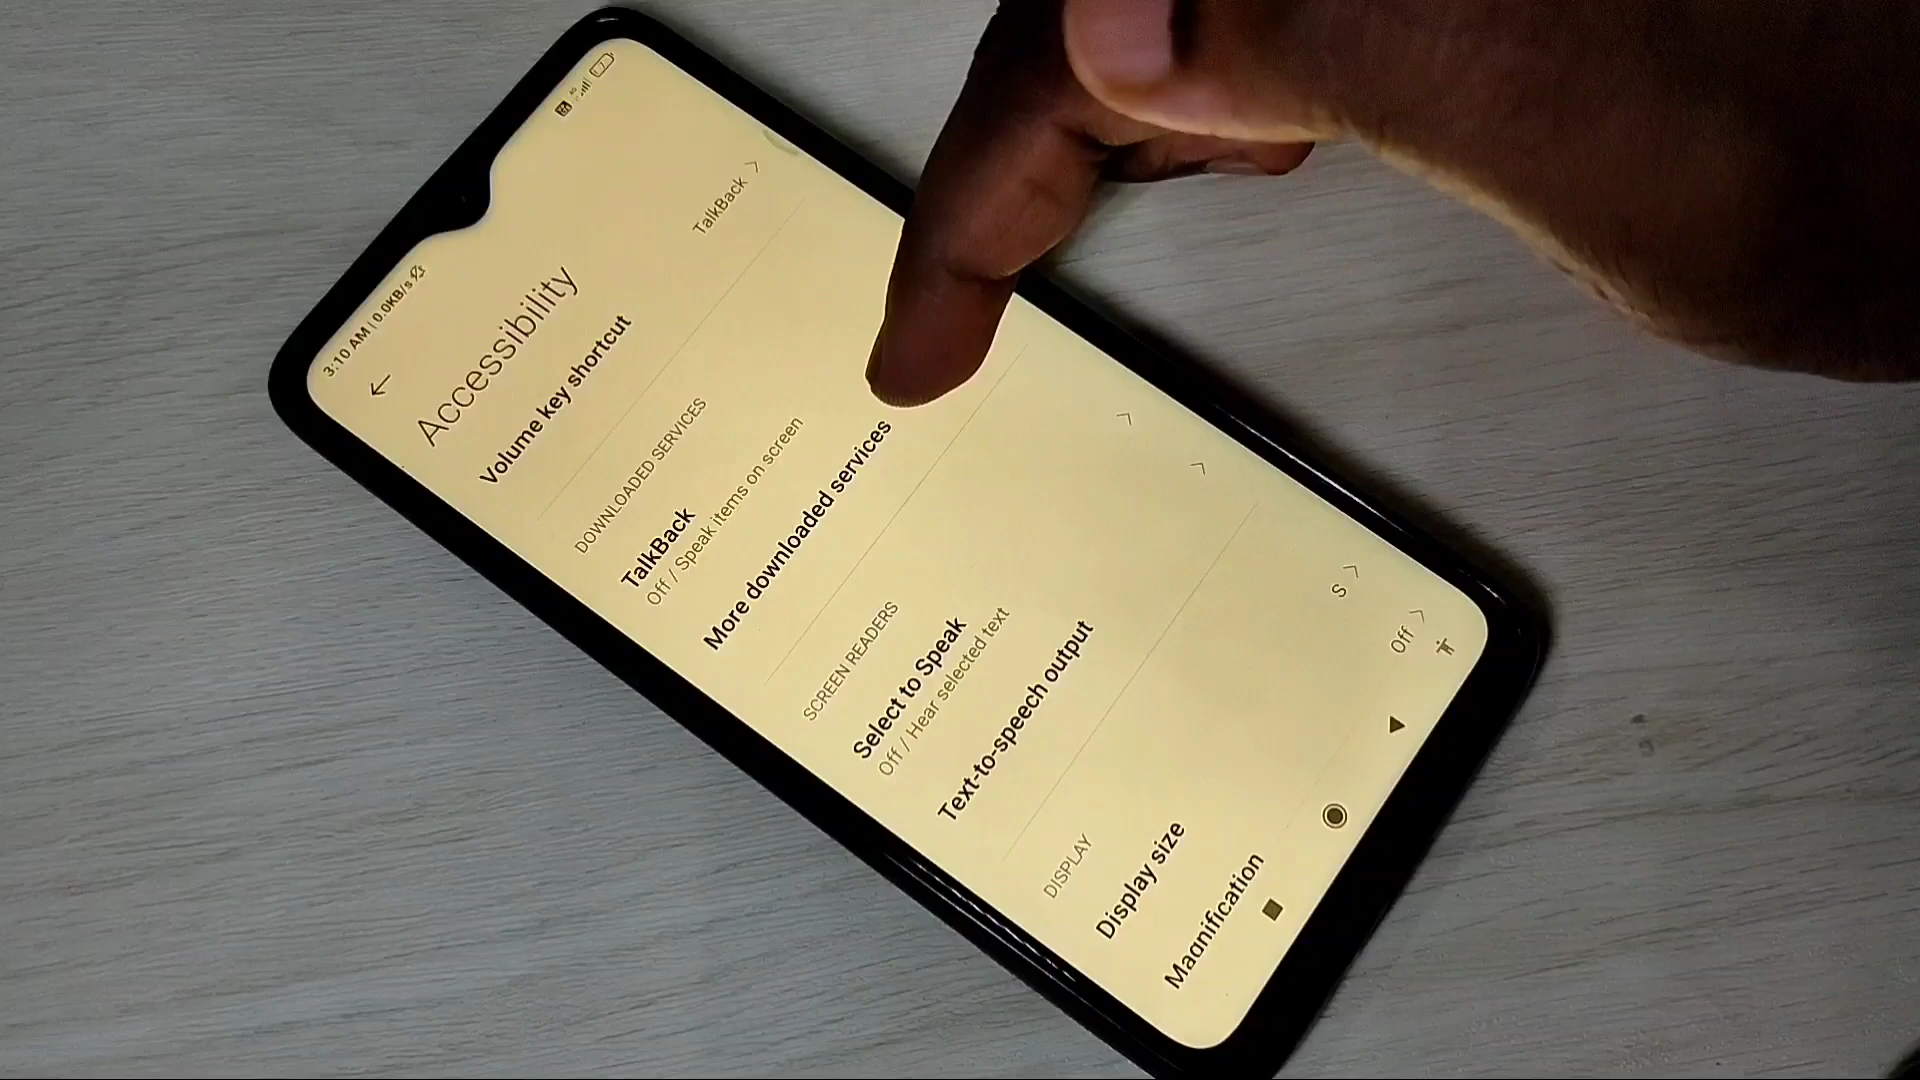 3:10 AM | 0.0KB/s
Accessibility
Volume key shortcut TalkBack
DOWNLOADED SERVICES
TalkBack
Off / Speak items on screen
More downloaded services
SCREEN READERS
Select to Speak
Off / Hear selected text
Text-to-speech output
DISPLAY
Display size S
Magnification Off